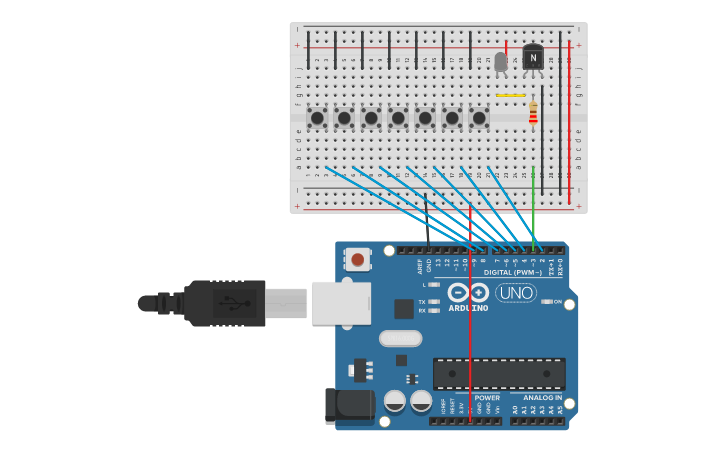 N
AREF
GND
13
12
~11
~10
~9
8
7
~6
~5
4
~3
2
TX→1
RX←0
DIGITAL (PWM~)
L
TX
RX
ARDUINO
UNO
ON
POWER
ANALOG IN
IOREF
RESET
3.3V
GND
GND
Vin
A0
A1
A2
A3
A4
A5